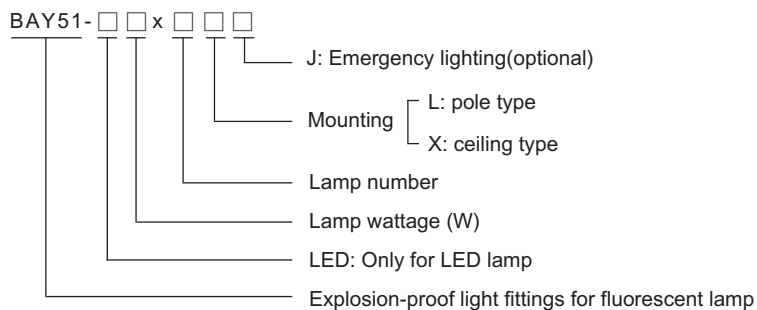 BAY51- □ □ x □ □ □
J: Emergency lighting(optional)
Mounting
L: pole type
X: ceiling type
Lamp number
Lamp wattage (W)
LED: Only for LED lamp
Explosion-proof light fittings for fluorescent lamp